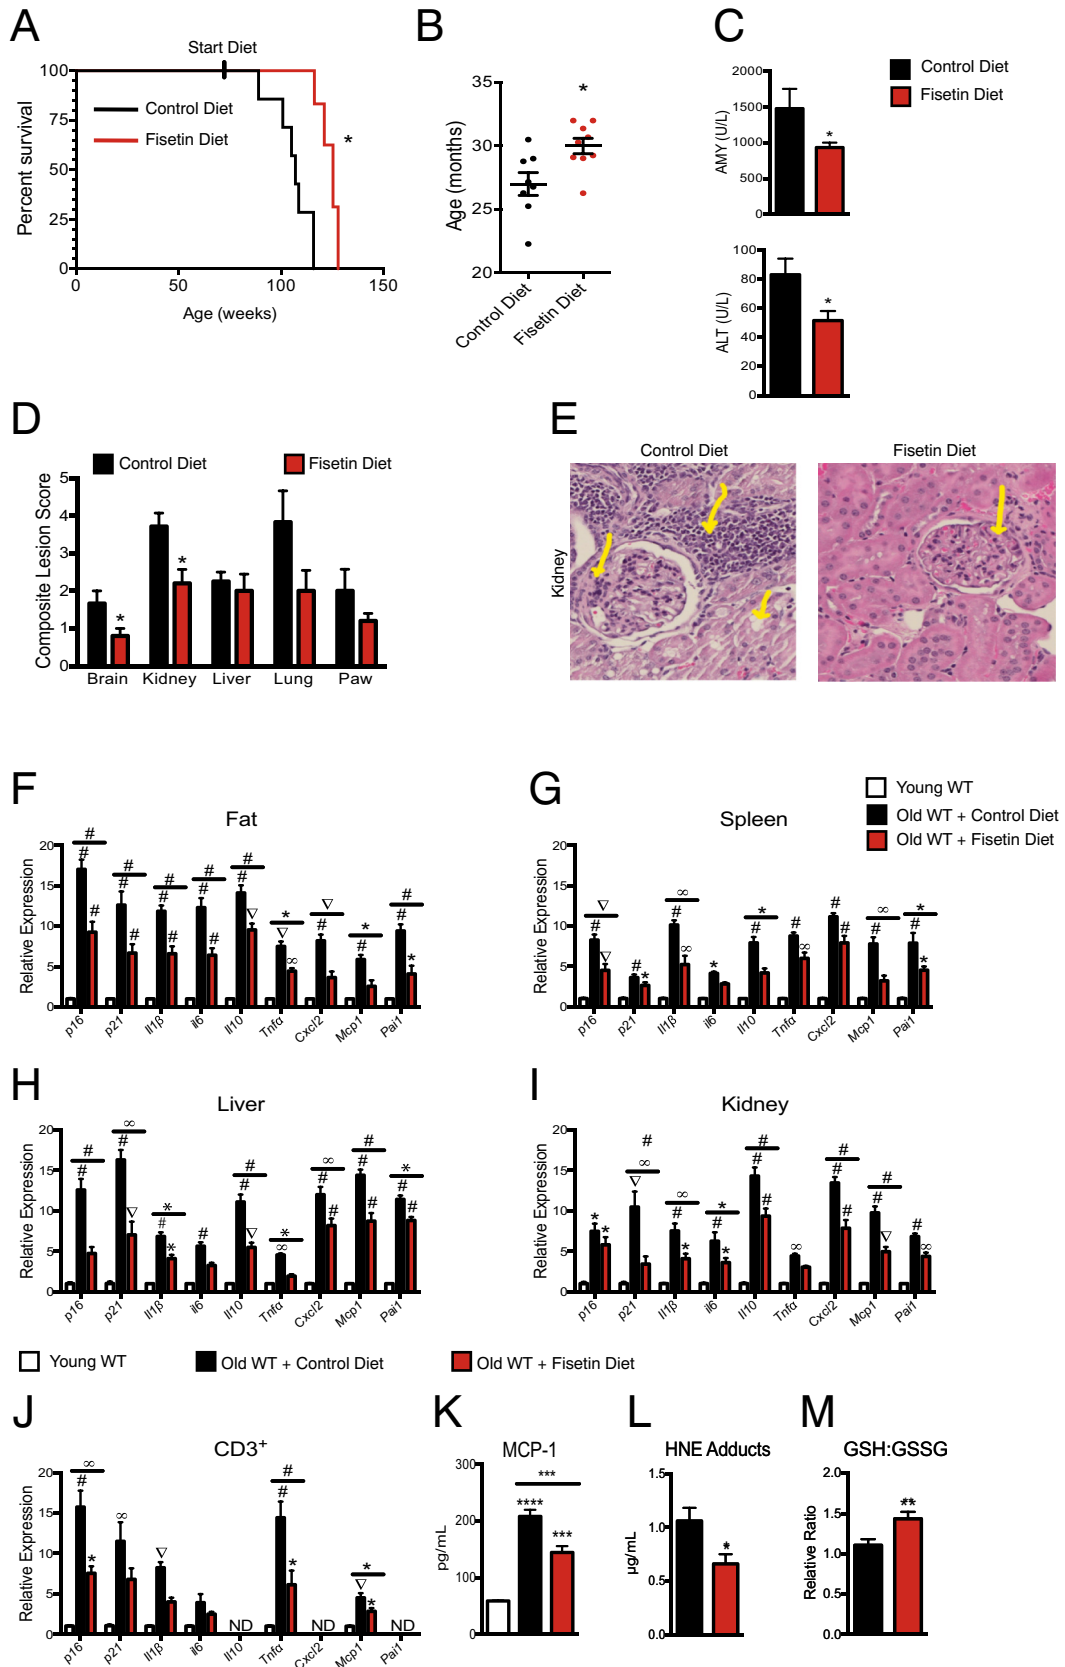 A
Start Diet
Percent survival
100
75
50
25
0
Control Diet
Fisetin Diet
*
0
50
100
150
Age (weeks)
B
Age (months)
35
30
25
20
*
Control Diet
Fisetin Diet
C
Control Diet
Fisetin Diet
AMY (U/L)
2000
1500
1000
500
0
*
ALT (U/L)
100
80
60
40
20
0
*
D
Control Diet
Fisetin Diet
Composite Lesion Score
5
4
3
2
1
0
*
*
Brain Kidney Liver Lung Paw
E
Control Diet
Fisetin Diet
Kidney
F
Fat
Relative Expression
20
15
10
5
0
# # # # # * ∇ * #
# # # # # ∇ # # #
# # # # ∇ ∞ *
p16 p21 Il1β il6 Il10 Tnfα Cxcl2 Mcp1 Pai1
G
Spleen
Young WT
Old WT + Control Diet
Old WT + Fisetin Diet
Relative Expression
20
15
10
5
0
∇ ∞ * ∞ *
# # # * # # # # #
∇ * ∞ ∞ *
p16 p21 Il1β il6 Il10 Tnfα Cxcl2 Mcp1 Pai1
H
Liver
Relative Expression
20
15
10
5
0
# ∞ * # * ∞ # *
# # # # # ∞ # # #
∇ * ∇ # # #
p16 p21 Il1β il6 Il10 Tnfα Cxcl2 Mcp1 Pai1
I
Kidney
Relative Expression
20
15
10
5
0
#
∞ ∞ * # # #
* ∇ # # # ∞ # # #
* * * # # ∇ ∞
p16 p21 Il1β il6 Il10 Tnfα Cxcl2 Mcp1 Pai1
Young WT
Old WT + Control Diet
Old WT + Fisetin Diet
J
CD3+
Relative Expression
20
15
10
5
0
∞ # *
# ∞ ∇ # ∇
* * *
ND ND ND
p16 p21 Il1β il6 Il10 Tnfα Cxcl2 Mcp1 Pai1
K
MCP-1
pg/mL
300
200
100
0
***
****
***
L
HNE Adducts
μg/mL
1.5
1.0
0.5
0.0
*
M
GSH:GSSG
Relative Ratio
2.0
1.5
1.0
0.5
0.0
**